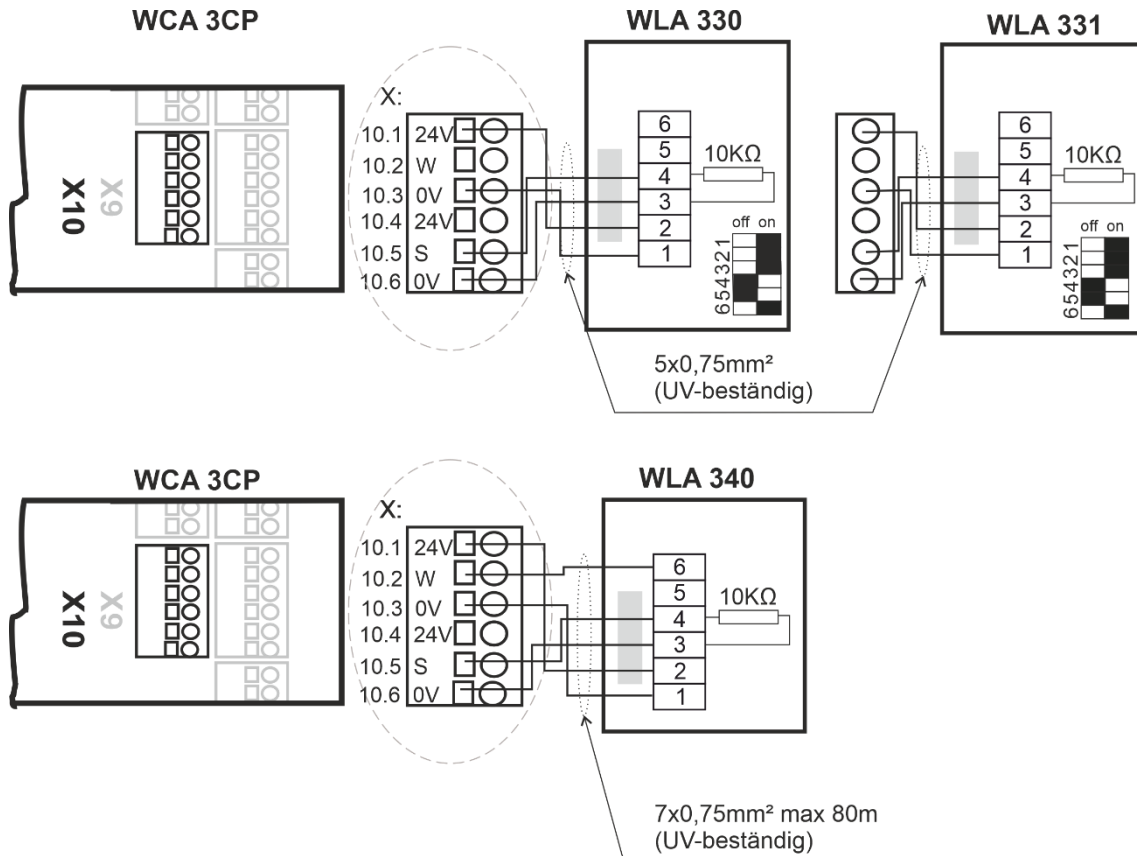 WCA 3CP
WLA 330
WLA 331
X10
X9
X:
10.1 24V
10.2 W
10.3 0V
10.4 24V
10.5 S
10.6 0V
6
5
4
3
2
1
10KΩ
off on
654321
6
5
4
3
2
1
10KΩ
off on
654321
5x0,75mm²
(UV-beständig)
WCA 3CP
WLA 340
X10
X9
X:
10.1 24V
10.2 W
10.3 0V
10.4 24V
10.5 S
10.6 0V
6
5
4
3
2
1
10KΩ
7x0,75mm² max 80m
(UV-beständig)